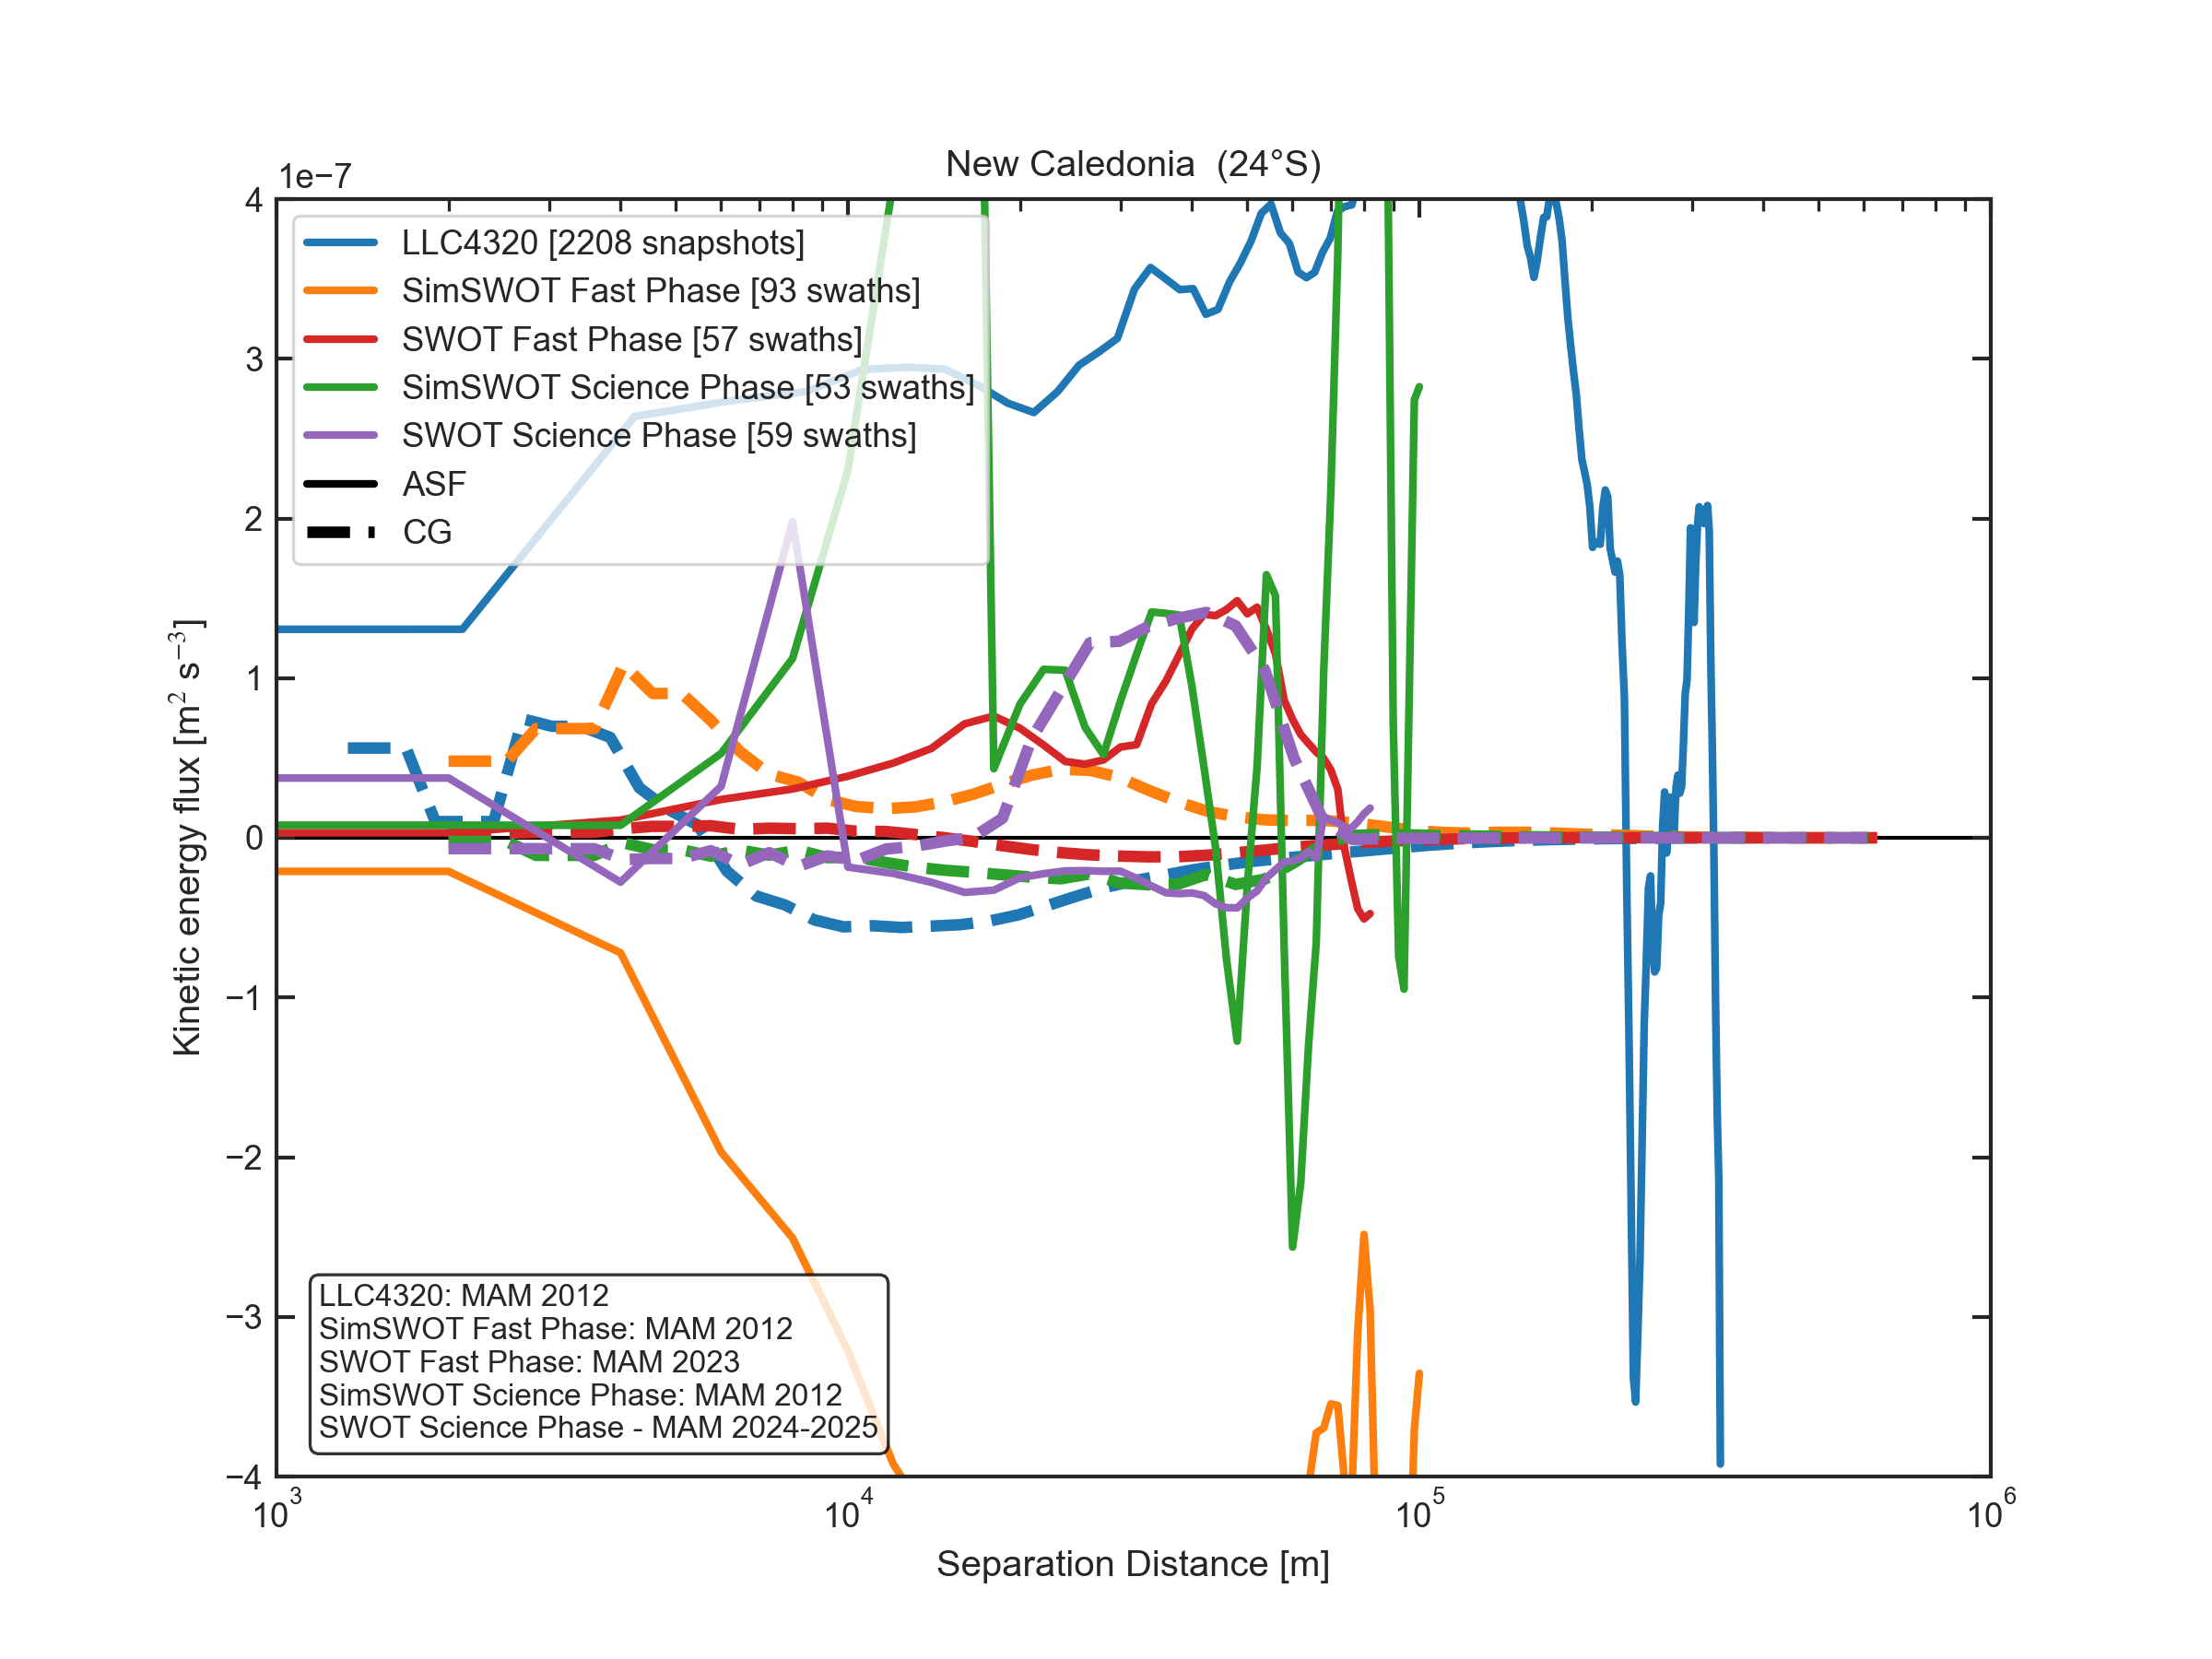 New Caledonia (24°S)
1e−7
4
3
2
1
0
−1
−2
−3
−4
Kinetic energy flux [m² s⁻³]
LLC4320 [2208 snapshots]
SimSWOT Fast Phase [93 swaths]
SWOT Fast Phase [57 swaths]
SimSWOT Science Phase [53 swaths]
SWOT Science Phase [59 swaths]
ASF
CG
LLC4320: MAM 2012
SimSWOT Fast Phase: MAM 2012
SWOT Fast Phase: MAM 2023
SimSWOT Science Phase: MAM 2012
SWOT Science Phase - MAM 2024-2025
10³ 10⁴ 10⁵ 10⁶
Separation Distance [m]